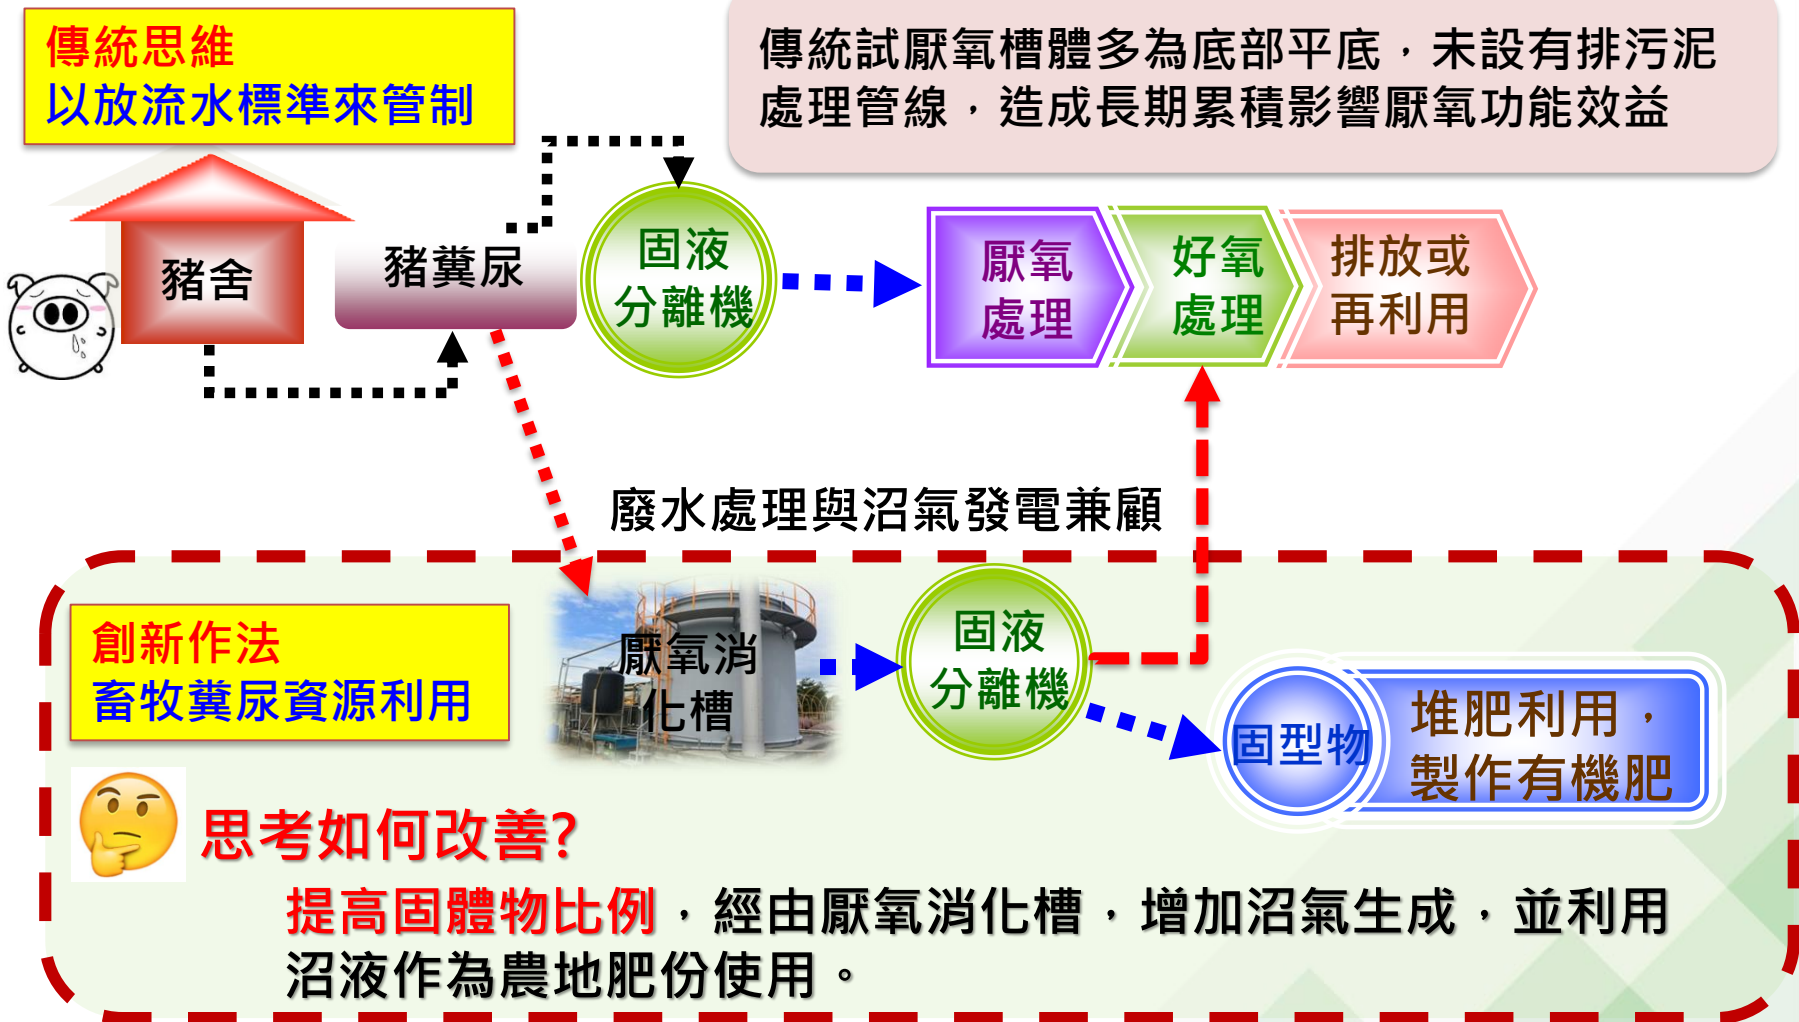 傳統思維
以放流水標準來管制
傳統試厭氧槽體多為底部平底，未設有排污泥
處理管線，造成長期累積影響厭氧功能效益
豬舍
豬糞尿
固液
分離機
厭氧
處理
好氧
處理
排放或
再利用
廢水處理與沼氣發電兼顧
創新作法
畜牧糞尿資源利用
厭氧消
化槽
固液
分離機
固型物
堆肥利用，
製作有機肥
思考如何改善?
提高固體物比例，經由厭氧消化槽，增加沼氣生成，並利用
沼液作為農地肥份使用。